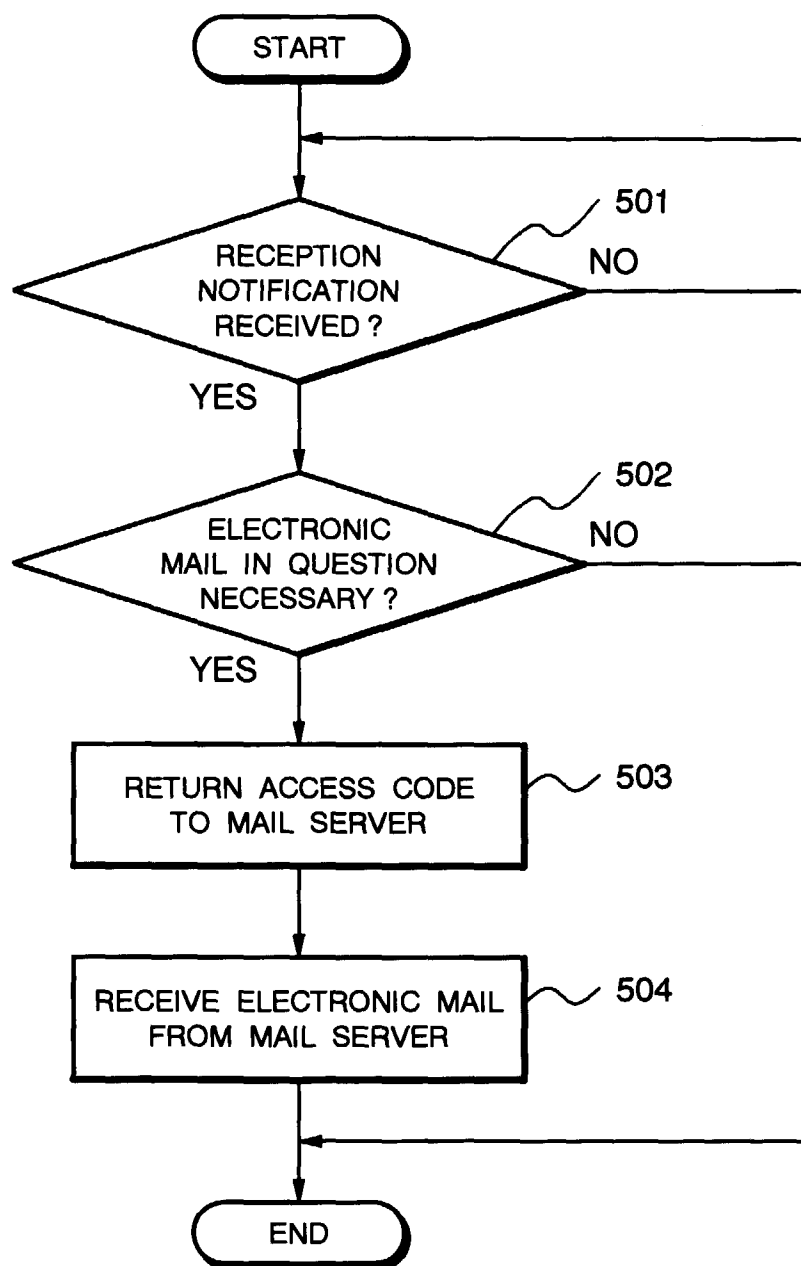 START
501
RECEPTION
NOTIFICATION
RECEIVED ?
NO
YES
502
ELECTRONIC
MAIL IN QUESTION
NECESSARY ?
NO
YES
503
RETURN ACCESS CODE
TO MAIL SERVER
504
RECEIVE ELECTRONIC MAIL
FROM MAIL SERVER
END